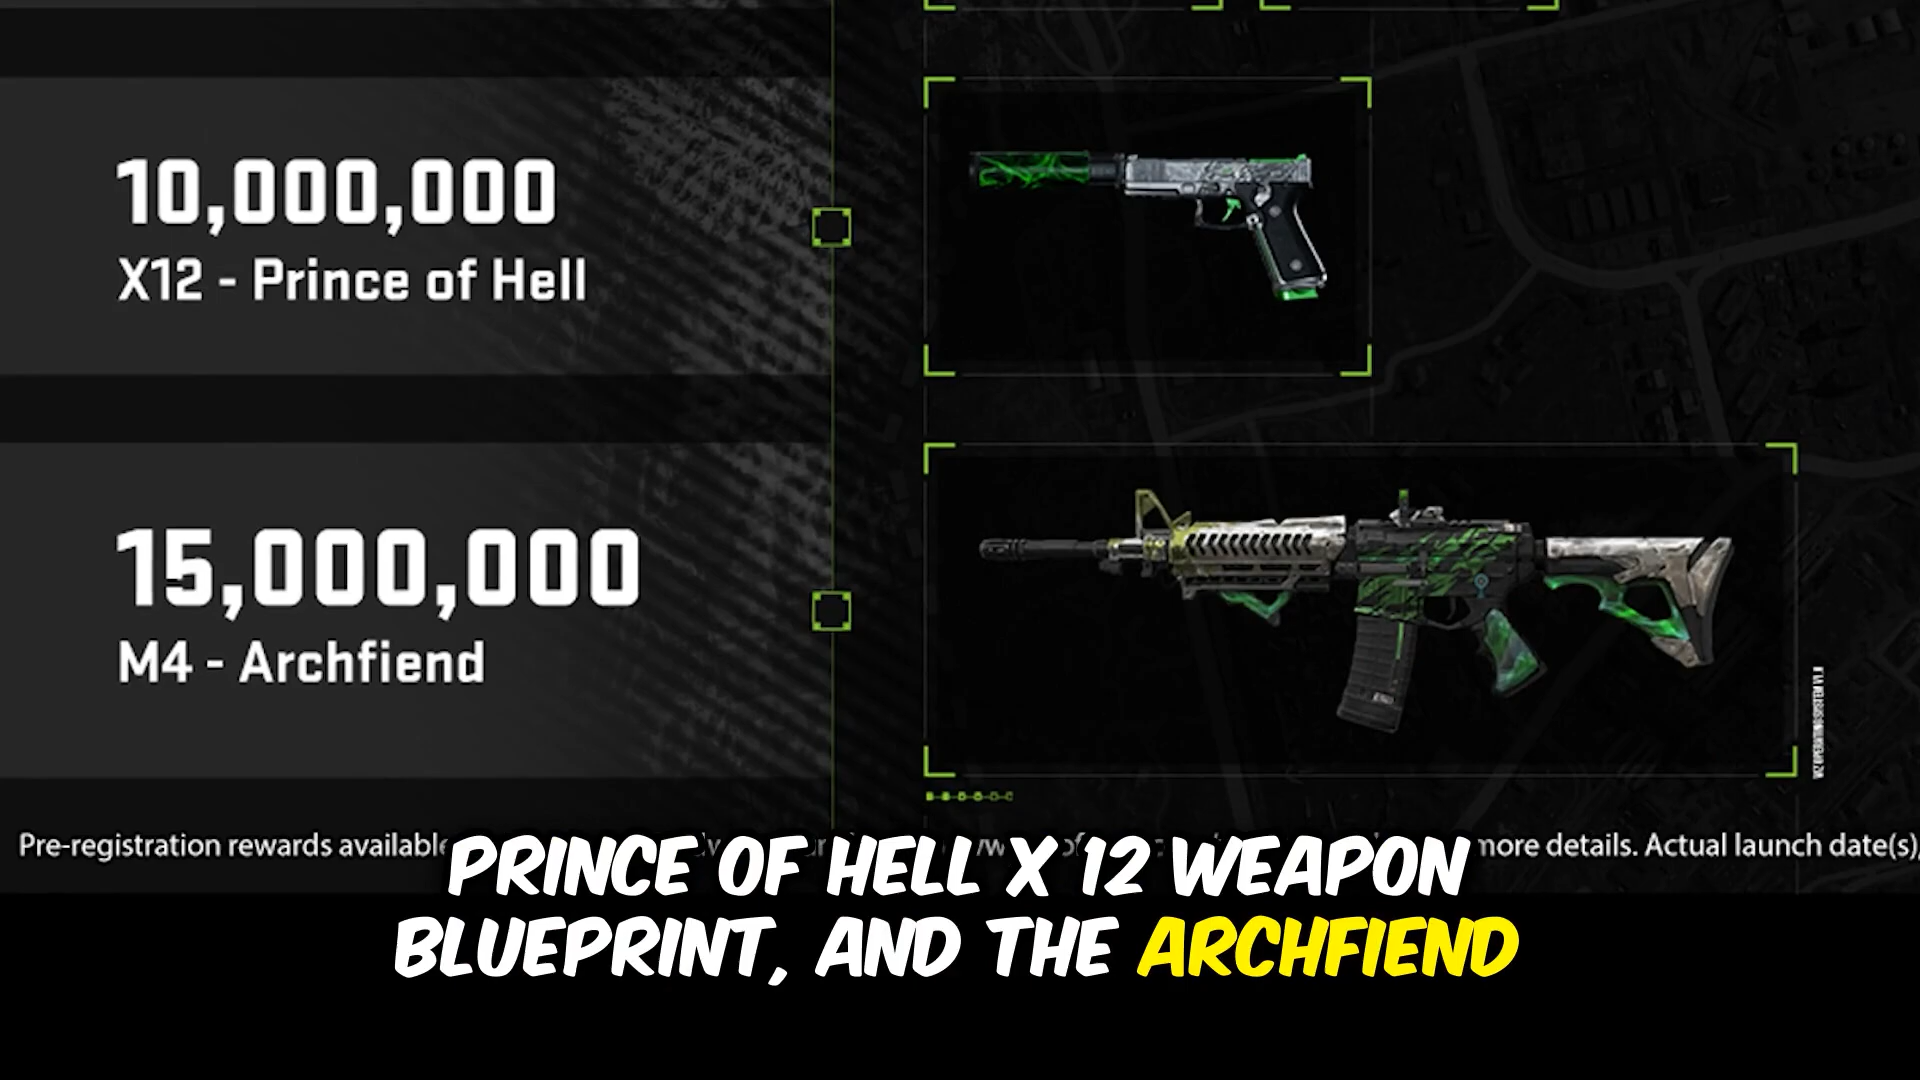 10,000,000
X12 - Prince of Hell
15,000,000
M4 - Archfiend
Pre-registration rewards available more details. Actual launch date(s),
PRINCE OF HELL X 12 WEAPON
BLUEPRINT, AND THE ARCHFIEND